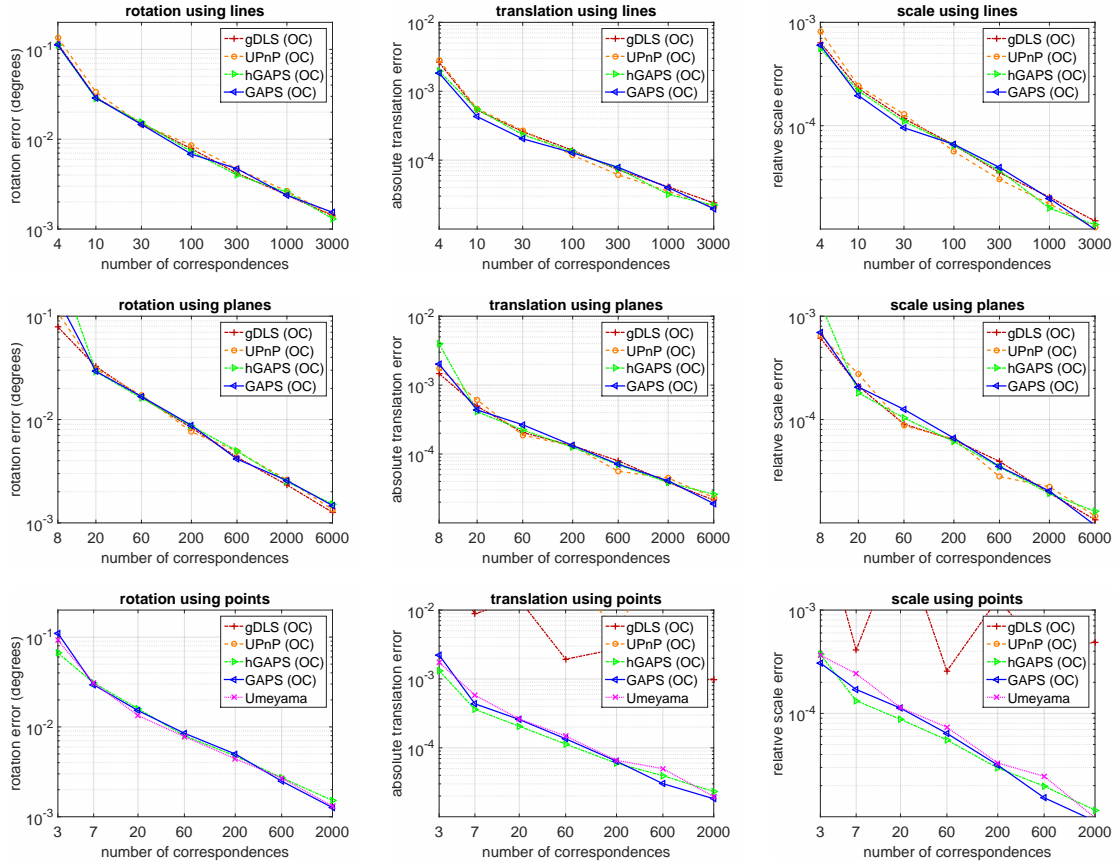 rotation using lines
rotation error (degrees)
10^-1
10^-2
10^-3
gDLS (OC)
UPnP (OC)
hGAPS (OC)
GAPS (OC)
4 10 30 100 300 1000 3000
number of correspondences
translation using lines
absolute translation error
10^-2
10^-3
10^-4
gDLS (OC)
UPnP (OC)
hGAPS (OC)
GAPS (OC)
4 10 30 100 300 1000 3000
number of correspondences
scale using lines
relative scale error
10^-3
10^-4
gDLS (OC)
UPnP (OC)
hGAPS (OC)
GAPS (OC)
4 10 30 100 300 1000 3000
number of correspondences
rotation using planes
rotation error (degrees)
10^-1
10^-2
10^-3
gDLS (OC)
UPnP (OC)
hGAPS (OC)
GAPS (OC)
8 20 60 200 600 2000 6000
number of correspondences
translation using planes
absolute translation error
10^-2
10^-3
10^-4
gDLS (OC)
UPnP (OC)
hGAPS (OC)
GAPS (OC)
8 20 60 200 600 2000 6000
number of correspondences
scale using planes
relative scale error
10^-3
10^-4
gDLS (OC)
UPnP (OC)
hGAPS (OC)
GAPS (OC)
8 20 60 200 600 2000 6000
number of correspondences
rotation using points
rotation error (degrees)
10^-1
10^-2
10^-3
gDLS (OC)
UPnP (OC)
hGAPS (OC)
GAPS (OC)
Umeyama
3 7 20 60 200 600 2000
number of correspondences
translation using points
absolute translation error
10^-2
10^-3
10^-4
gDLS (OC)
UPnP (OC)
hGAPS (OC)
GAPS (OC)
Umeyama
3 7 20 60 200 600 2000
number of correspondences
scale using points
relative scale error
10^-3
10^-4
gDLS (OC)
UPnP (OC)
hGAPS (OC)
GAPS (OC)
Umeyama
3 7 20 60 200 600 2000
number of correspondences